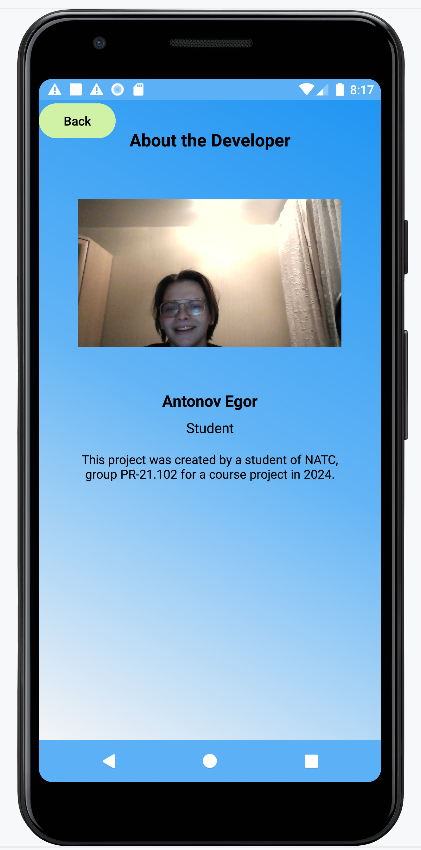 8:17
Back
About the Developer
Antonov Egor
Student
This project was created by a student of NATC,
group PR-21.102 for a course project in 2024.